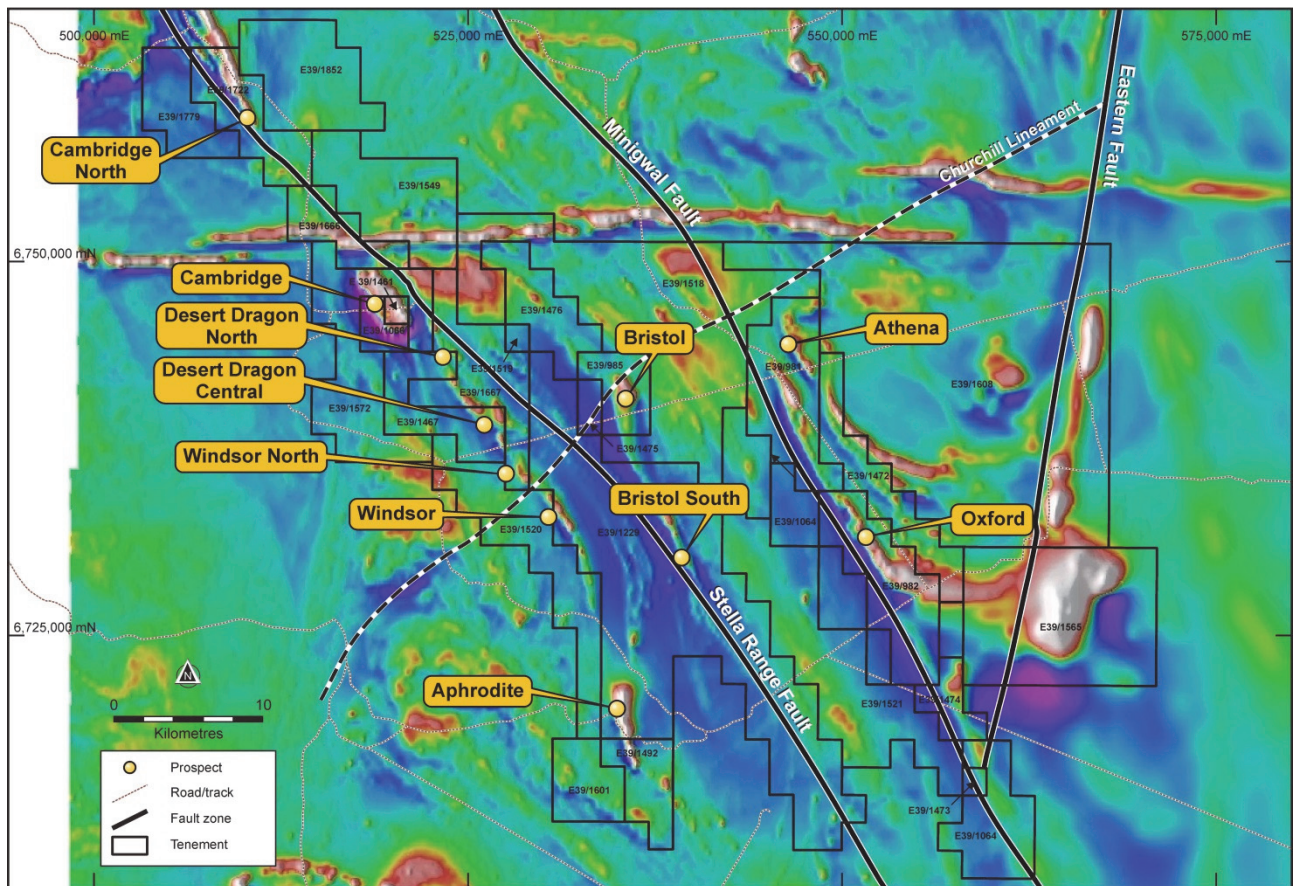 500,000 mE
525,000 mE
550,000 mE
575,000 mE
E39/1852
E39/1722
E39/1779
Cambridge
North
Minigwal Fault
Eastern Fault
Churchill Lineament
E39/1549
E39/1666
6,750,000 mN
Cambridge
E39/1461
E39/1518
Desert Dragon
North
E39/1476
Bristol
Athena
Desert Dragon
Central
E39/1519
E39/985
E39/981
E39/1608
E39/1667
E39/1572
E39/1467
E39/1475
E39/1472
Windsor North
Bristol South
Windsor
E39/1520
E39/1229
E39/1064
Oxford
E39/982
6,725,000 mN
E39/1565
Stella Range Fault
Aphrodite
E39/1521
E39/1474
N
0
10
Kilometres
E39/1492
E39/1601
E39/1473
E39/1064
Prospect
Road/track
Fault zone
Tenement